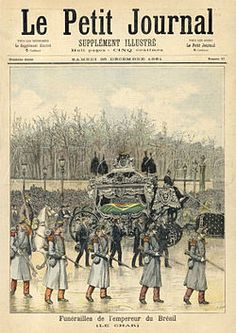 Le Petit Journal
SUPPLÉMENT ILLUSTRÉ
Huit pages : CINQ centimes
SAMEDI 26 DÉCEMBRE 1891
Funérailles de l'empereur du Brésil
(LE CHAR)